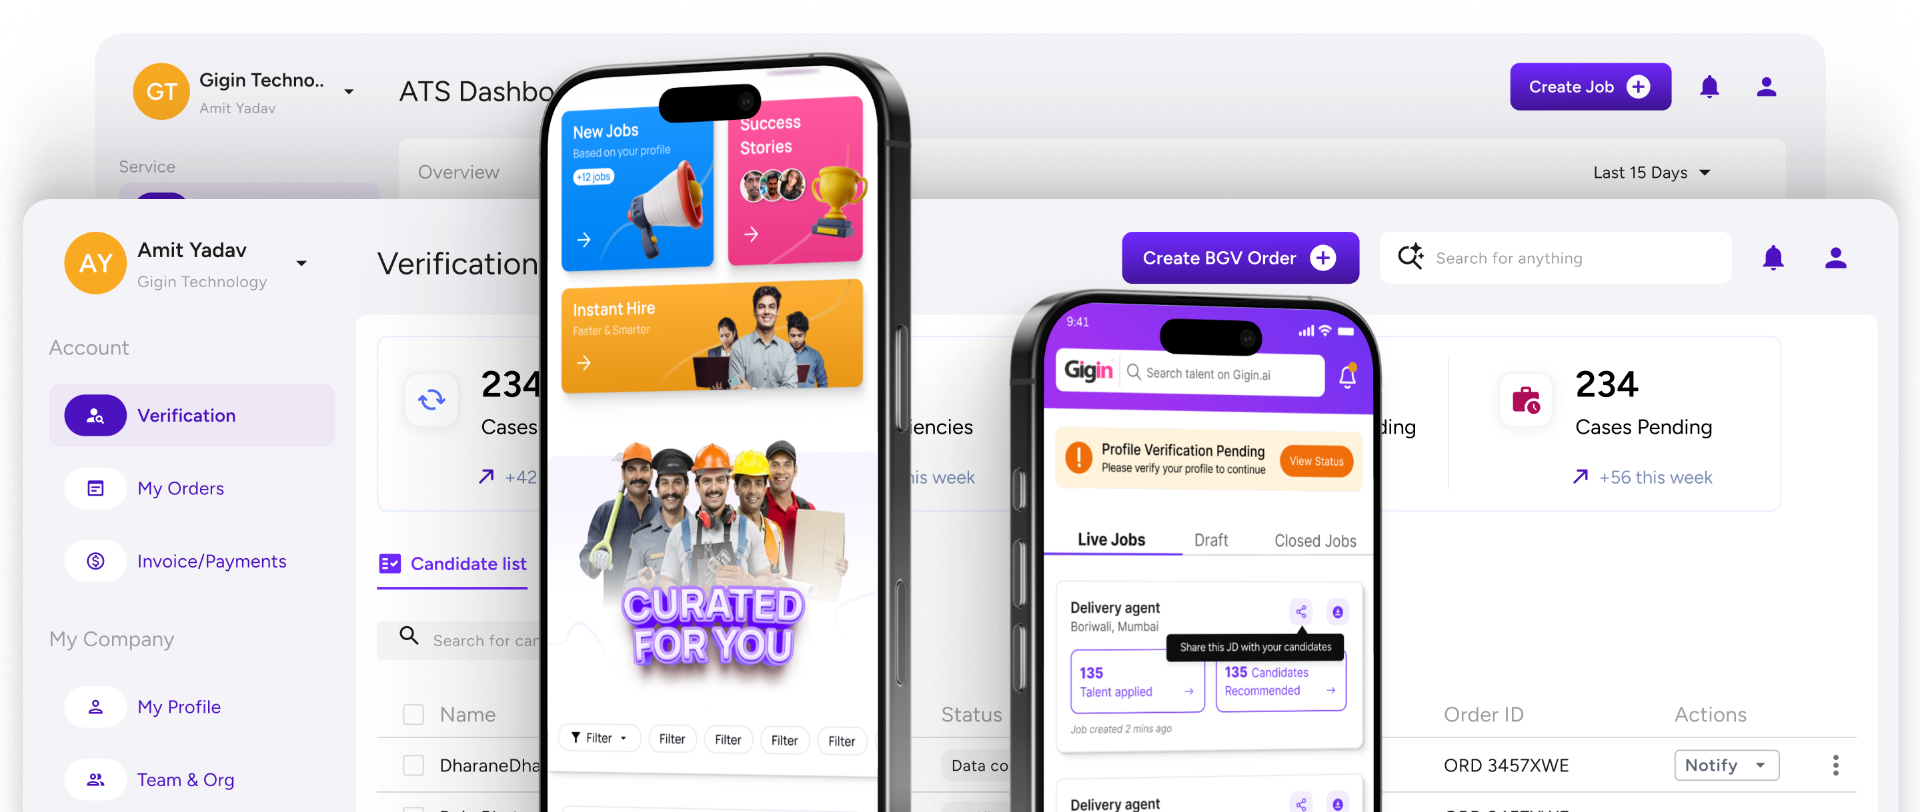 GT
Gigin Techno..
Amit Yadav
ATS Dashbo
Create Job
Service
Overview
Last 15 Days
AY
Amit Yadav
Gigin Technology
Verification
Create BGV Order
Search for anything
Account
Verification
My Orders
Invoice/Payments
My Company
My Profile
Team & Org
234
Cases
+42
iencies
his week
ding
234
Cases Pending
+56 this week
Candidate list
Search for can
Name
Status
Order ID
Actions
DharaneDha
Data co
ORD 3457XWE
Notify
New Jobs
Based on your profile
+12 jobs
Success
Stories
Instant Hire
Faster & Smarter
CURATED
FOR YOU
Filter
Filter
Filter
Filter
Filter
9:41
Gigin
Search talent on Gigin.ai
Profile Verification Pending
Please verify your profile to continue
View Status
Live Jobs
Draft
Closed Jobs
Delivery agent
Boriwali, Mumbai
Share this JD with your candidates
135
Talent applied
135 Candidates
Recommended
Job created 2 mins ago
Delivery agent